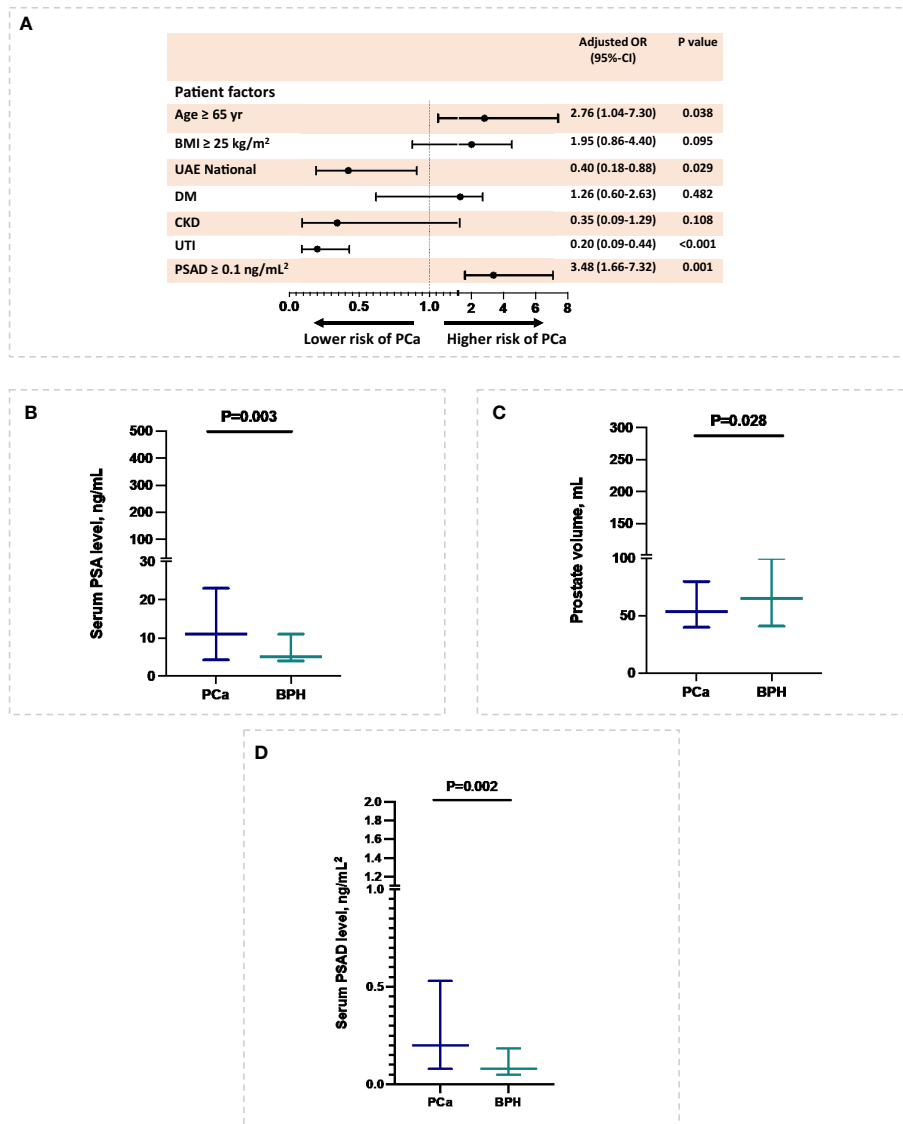 A
Adjusted OR P value
(95%-CI)
Patient factors
Age ≥ 65 yr 2.76 (1.04-7.30) 0.038
BMI ≥ 25 kg/m² 1.95 (0.86-4.40) 0.095
UAE National 0.40 (0.18-0.88) 0.029
DM 1.26 (0.60-2.63) 0.482
CKD 0.35 (0.09-1.29) 0.108
UTI 0.20 (0.09-0.44) <0.001
PSAD ≥ 0.1 ng/mL² 3.48 (1.66-7.32) 0.001
0.0 0.5 1.0 2 4 6 8
Lower risk of PCa Higher risk of PCa
B
P=0.003
Serum PSA level, ng/mL
500
400
300
200
100
30
20
10
0
PCa BPH
C
P=0.028
Prostate volume, mL
300
250
200
150
100
50
0
PCa BPH
D
P=0.002
Serum PSAD level, ng/mL²
2.0
1.8
1.6
1.4
1.2
1.0
0.5
0.0
PCa BPH